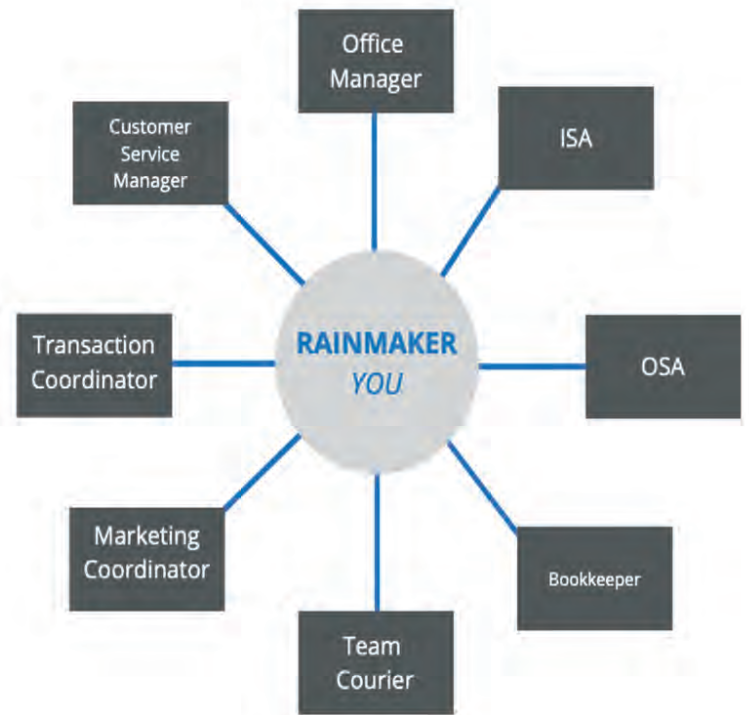 Office
Manager
ISA
Customer
Service
Manager
RAINMAKER
YOU
Transaction
Coordinator
OSA
Marketing
Coordinator
Bookkeeper
Team
Courier